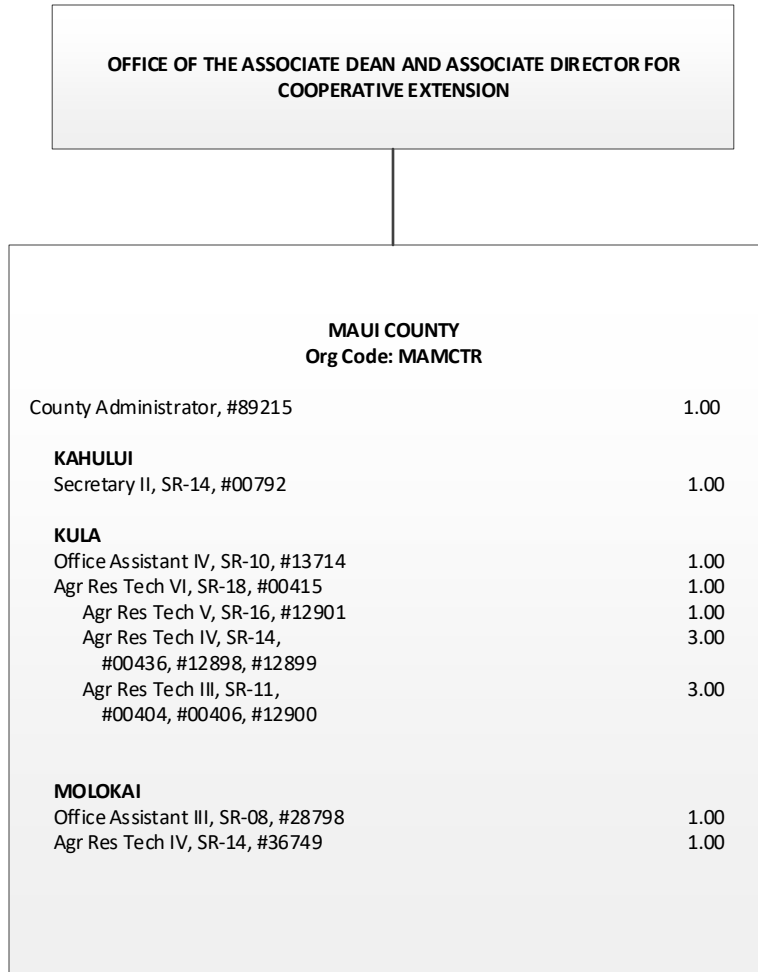 OFFICE OF THE ASSOCIATE DEAN AND ASSOCIATE DIRECTOR FOR
COOPERATIVE EXTENSION
MAUI COUNTY
Org Code: MAMCTR
County Administrator, #89215 1.00
KAHULUI
Secretary II, SR-14, #00792 1.00
KULA
Office Assistant IV, SR-10, #13714 1.00
Agr Res Tech VI, SR-18, #00415 1.00
Agr Res Tech V, SR-16, #12901 1.00
Agr Res Tech IV, SR-14, 3.00
#00436, #12898, #12899
Agr Res Tech III, SR-11, 3.00
#00404, #00406, #12900
MOLOKAI
Office Assistant III, SR-08, #28798 1.00
Agr Res Tech IV, SR-14, #36749 1.00